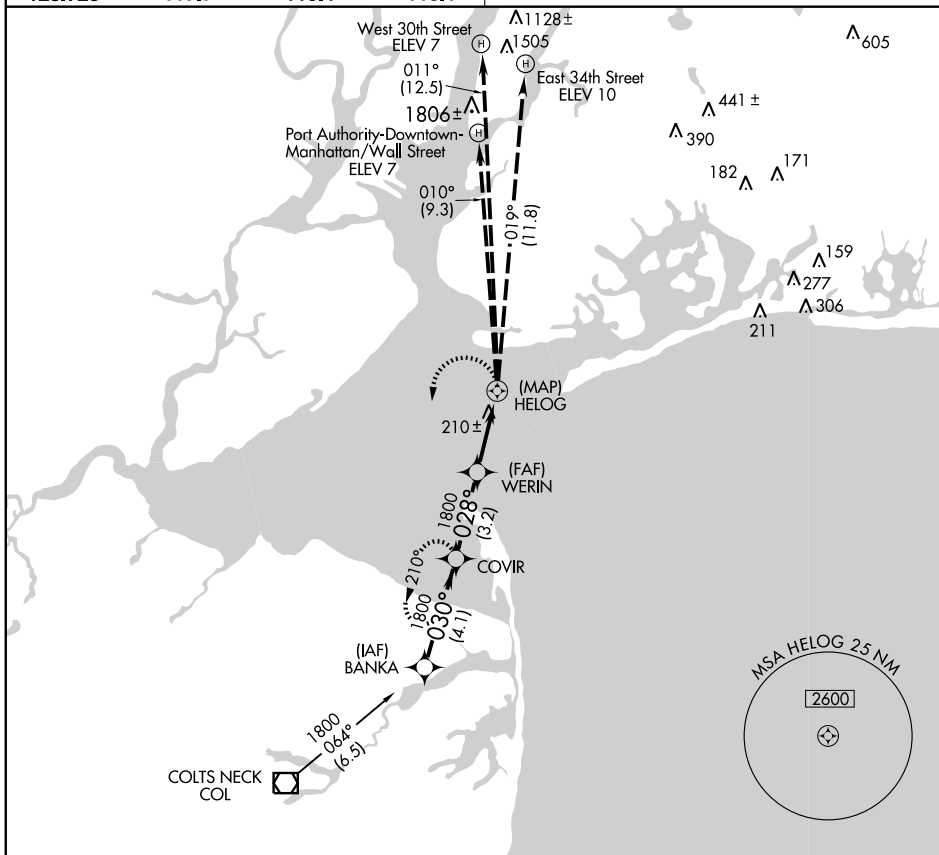 West 30th Street
ELEV 7
1128±
1505
605
East 34th Street
ELEV 10
011°
(12.5)
1806±
441 ±
390
Port Authority-Downtown-
Manhattan/Wall Street
ELEV 7
182
171
010°
(9.3)
019°
(11.8)
159
277
306
211
(MAP)
HELOG
210±
(FAF)
WERIN
1800
028°
(3.2)
COVIR
210°
1800
030°
(4.1)
(IAF)
BANKA
MSA HELOG 25 NM
2600
1800
064°
(6.5)
COLTS NECK
COL
H
H
H